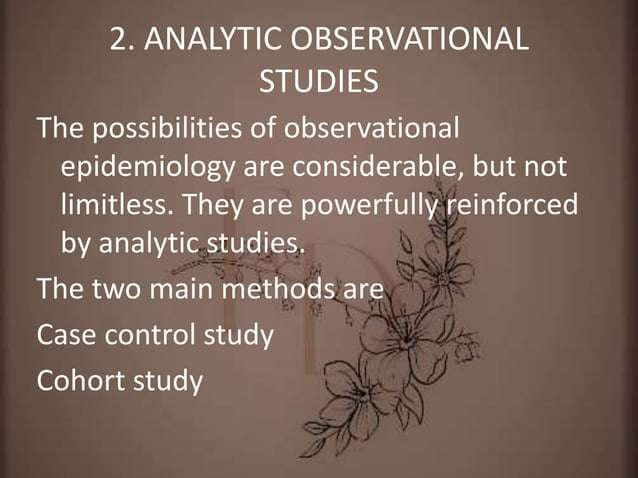 2. ANALYTIC OBSERVATIONAL
STUDIES
The possibilities of observational
epidemiology are considerable, but not
limitless. They are powerfully reinforced
by analytic studies.
The two main methods are
Case control study
Cohort study